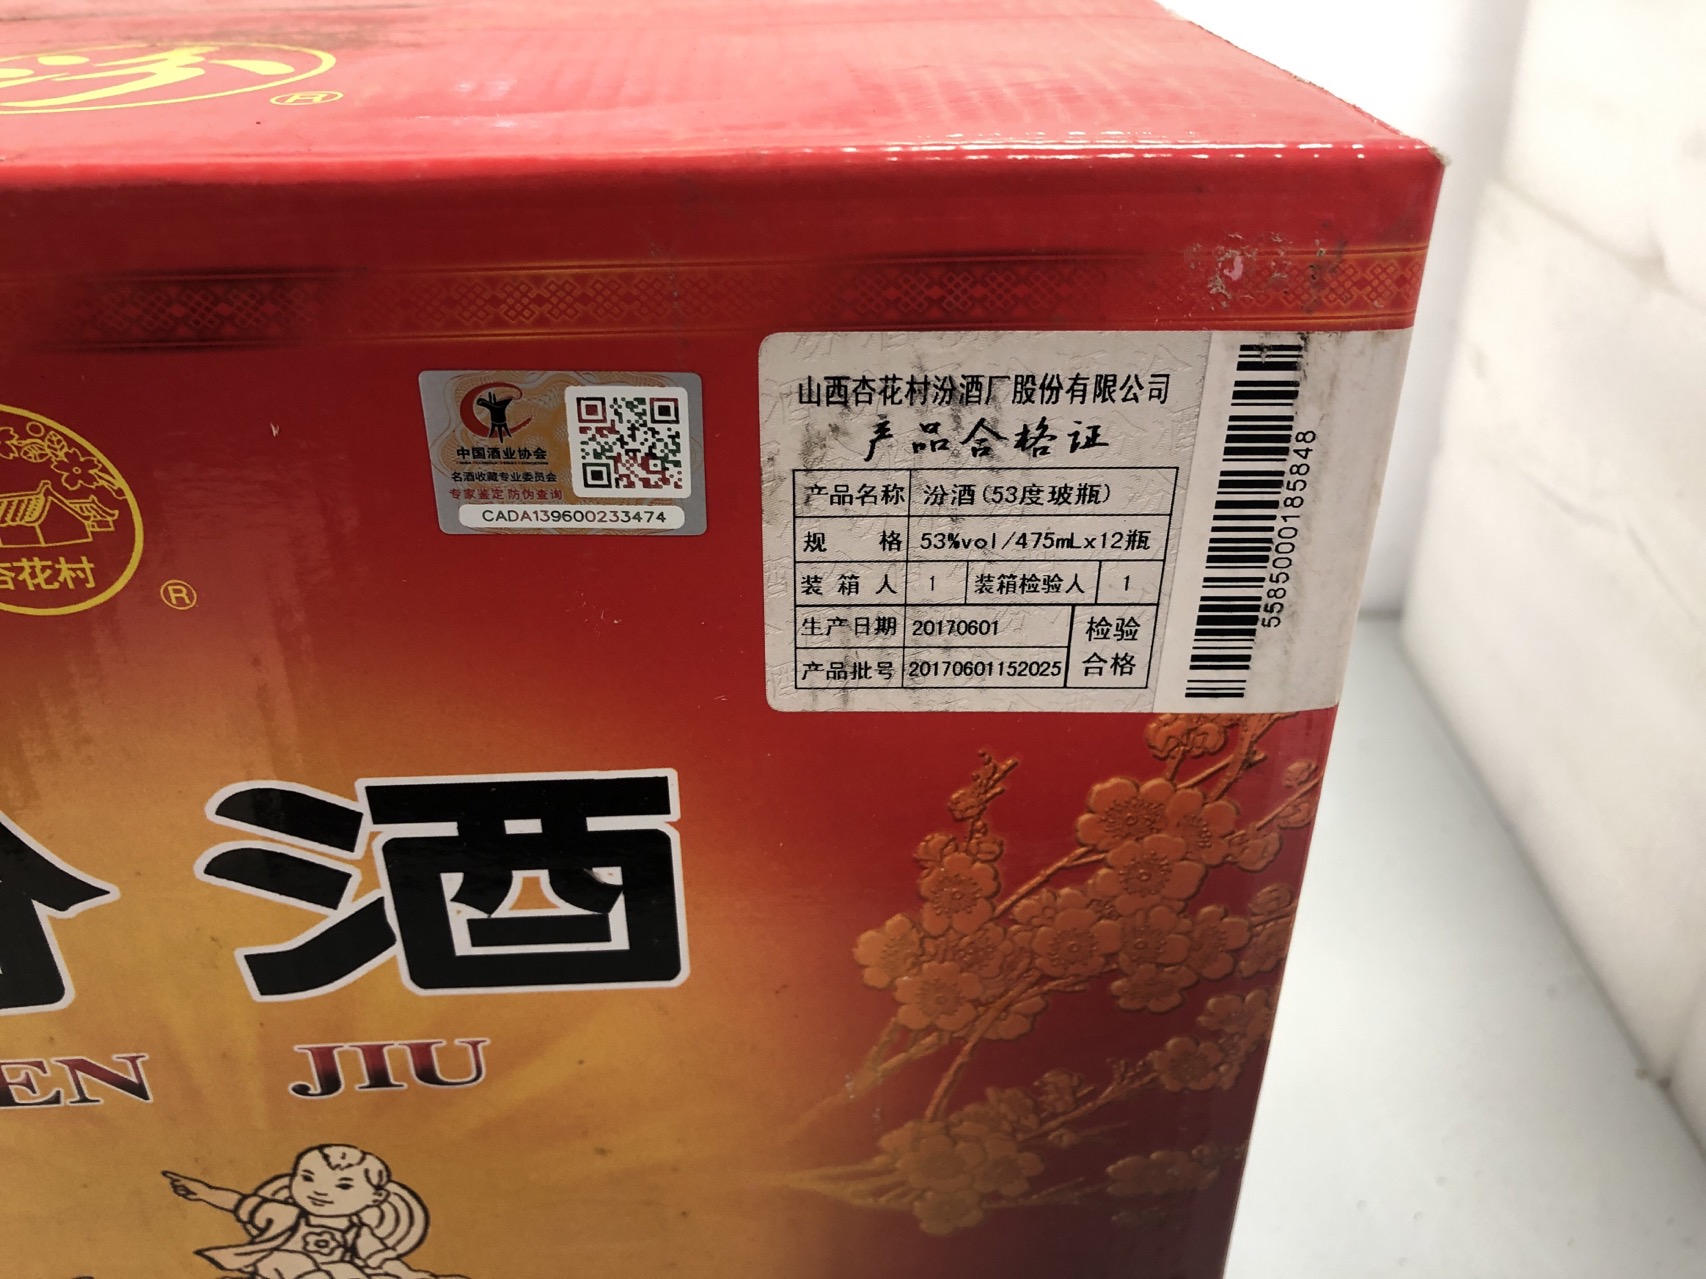 汾
®
中国酒业协会
名酒收藏专业委员会
专家鉴定 防伪查询
CADA139600233474
山西杏花村汾酒厂股份有限公司
产品合格证
产品名称 汾酒(53度玻瓶)
规 格 53%vol/475mLx12瓶
装箱人 1 装箱检验人 1
生产日期 20170601 检验
产品批号 20170601152025 合格
5585000185848
杏花村
®
汾酒
EN JIU